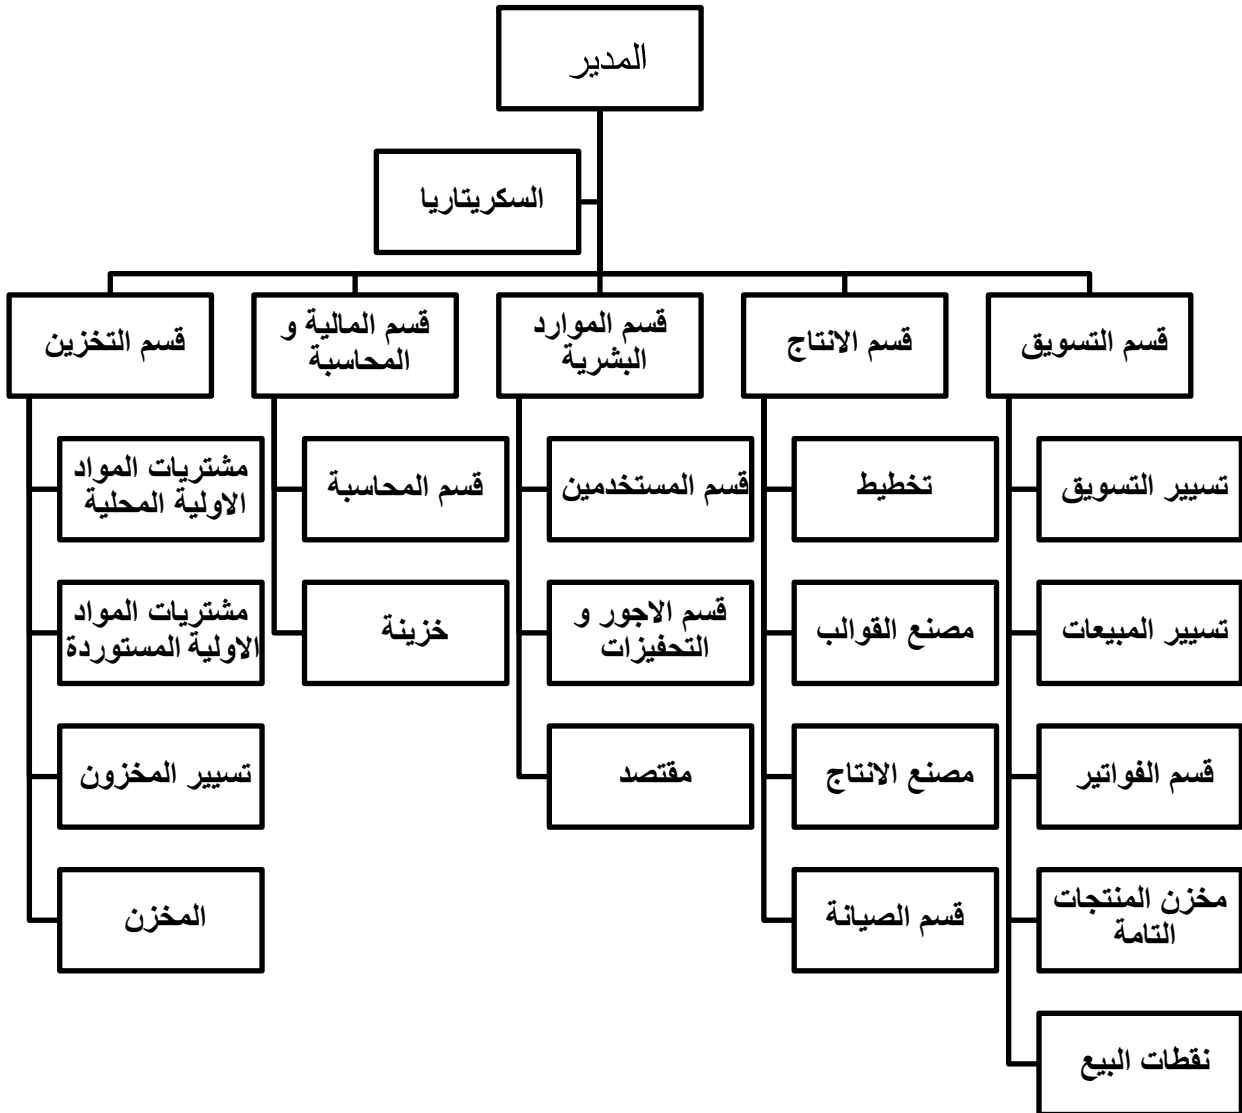 المدير
السكريتاريا
قسم التسويق
قسم الانتاج
قسم الموارد
البشرية
قسم المالية و
المحاسبة
قسم التخزين
تسيير التسويق
تسيير المبيعات
قسم الفواتير
مخزن المنتجات
التامة
نقطات البيع
تخطيط
مصنع القوالب
مصنع الانتاج
قسم الصيانة
قسم المستخدمين
قسم الاجور و
التحفيزات
مقتصد
قسم المحاسبة
خزينة
مشتريات المواد
الاولية المحلية
مشتريات المواد
الاولية المستوردة
تسيير المخزون
المخزن